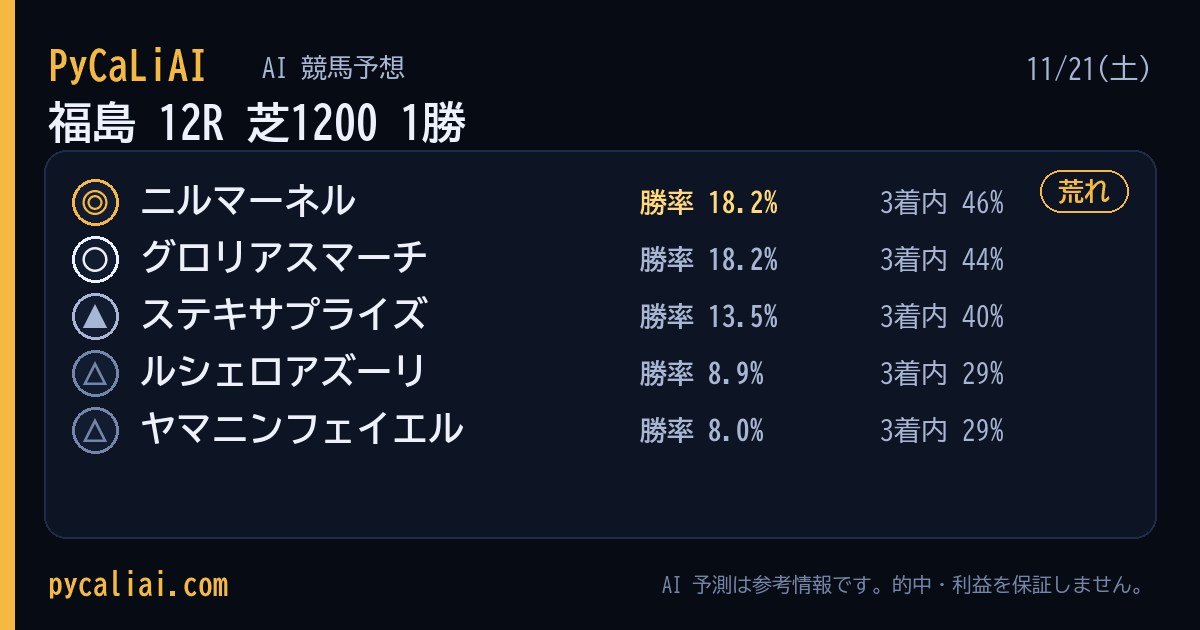 PyCaLiAI AI 競馬予想 11/21(土)
福島 12R 芝1200 1勝
◎ ニルマーネル 勝率 18.2% 3着内 46% 荒れ
○ グロリアスマーチ 勝率 18.2% 3着内 44%
▲ ステキサプライズ 勝率 13.5% 3着内 40%
△ ルシェロアズーリ 勝率 8.9% 3着内 29%
△ ヤマニンフェイエル 勝率 8.0% 3着内 29%
pycaliai.com AI 予測は参考情報です。的中・利益を保証しません。